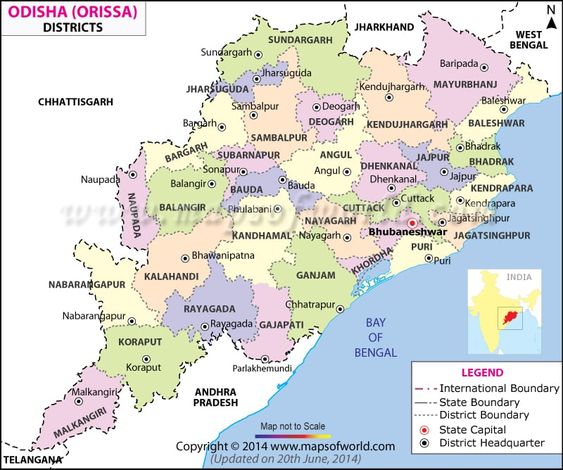 ODISHA (ORISSA)
DISTRICTS
N
JHARKHAND
WEST
BENGAL
CHHATTISGARH
SUNDARGARH
Sundargarh
Jharsuguda
JHARSUGUDA
Baripada
MAYURBHANJ
Kendujhargarh
KENDUJHARGARH
Sambalpur
SAMBALPUR
Deogarh
DEOGARH
Baleshwar
BALESHWAR
Bargarh
BARGARH
Bhadrak
BHADRAK
ANGUL
Angul
DHENKANAL
Dhenkanal
JAJPUR
Jajpur
SUBARNAPUR
Sonapur
Naupada
NAUPADA
Balangir
BALANGIR
BAUDA
Bauda
KENDRAPARA
Kendrapara
CUTTACK
Cuttack
Phulabani
KANDHAMAL
NAYAGARH
Nayagarh
Bhubaneshwar
Jagatsinghpur
JAGATSINGHPUR
KHORDHA
PURI
Puri
Bhawanipatna
KALAHANDI
GANJAM
Chhatrapur
NABARANGAPUR
Nabarangapur
RAYAGADA
Rayagada
GAJAPATI
Parlakhemundi
KORAPUT
Koraput
Malkangiri
MALKANGIRI
BAY
OF
BENGAL
ANDHRA
PRADESH
TELANGANA
INDIA
LEGEND
International Boundary
State Boundary
District Boundary
State Capital
District Headquarter
Map not to Scale
Copyright © 2014 www.mapsofworld.com
(Updated on 20th June, 2014)